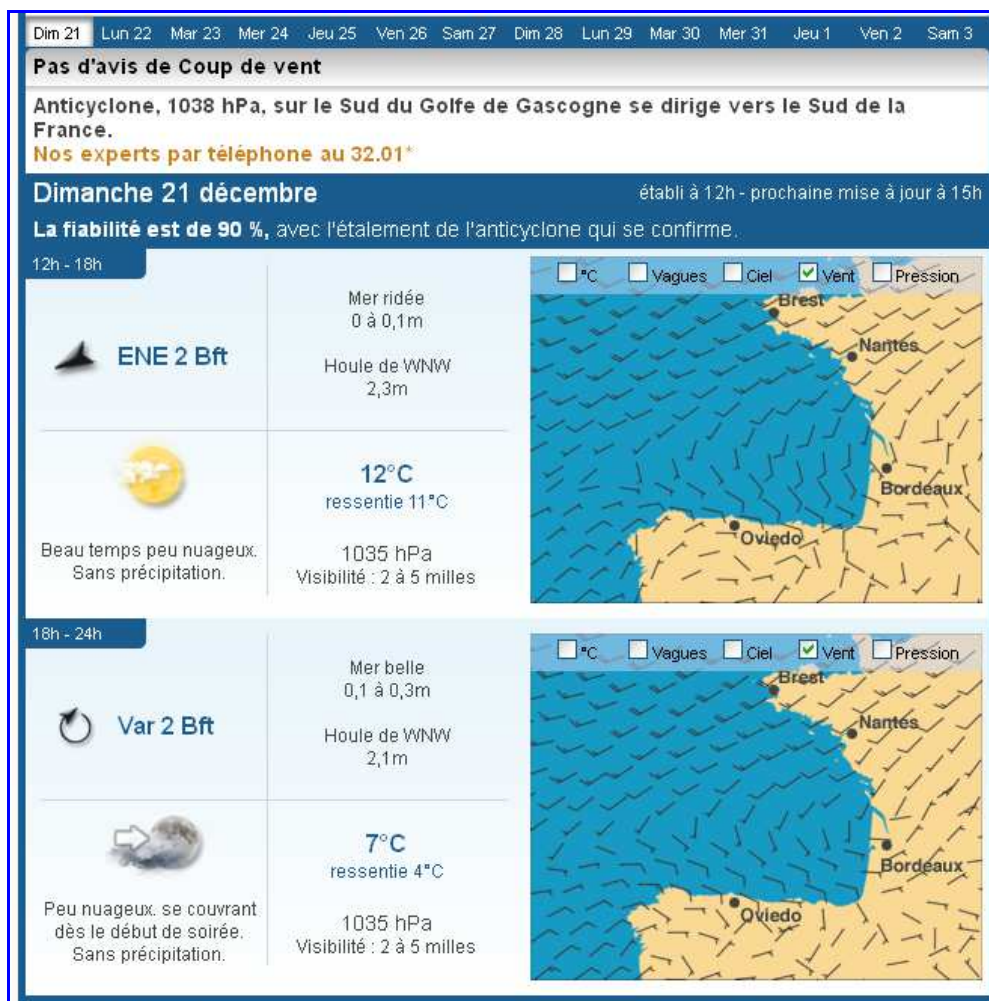 Dim 21 Lun 22 Mar 23 Mer 24 Jeu 25 Ven 26 Sam 27 Dim 28 Lun 29 Mar 30 Mer 31 Jeu 1 Ven 2 Sam 3
Pas d'avis de Coup de vent
Anticyclone, 1038 hPa, sur le Sud du Golfe de Gascogne se dirige vers le Sud de la
France.
Nos experts par téléphone au 32.01*
Dimanche 21 décembre
établi à 12h - prochaine mise à jour à 15h
La fiabilité est de 90 %, avec l'étalement de l'anticyclone qui se confirme.
12h - 18h
ENE 2 Bft
Mer ridée
0 à 0,1m
Houle de WNW
2,3m
Beau temps peu nuageux.
Sans précipitation.
12°C
ressentie 11°C
1035 hPa
Visibilité : 2 à 5 milles
°C Vagues Ciel Vent Pression
Brest
Nantes
Bordeaux
Oviedo
18h - 24h
Var 2 Bft
Mer belle
0,1 à 0,3m
Houle de WNW
2,1m
Peu nuageux. se couvrant
dès le début de soirée.
Sans précipitation.
7°C
ressentie 4°C
1035 hPa
Visibilité : 2 à 5 milles
°C Vagues Ciel Vent Pression
Brest
Nantes
Bordeaux
Oviedo